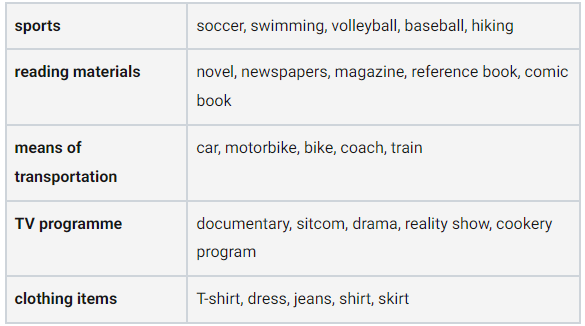 sports
soccer, swimming, volleyball, baseball, hiking
reading materials
novel, newspapers, magazine, reference book, comic
book
means of
transportation
car, motorbike, bike, coach, train
TV programme
documentary, sitcom, drama, reality show, cookery
program
clothing items
T-shirt, dress, jeans, shirt, skirt